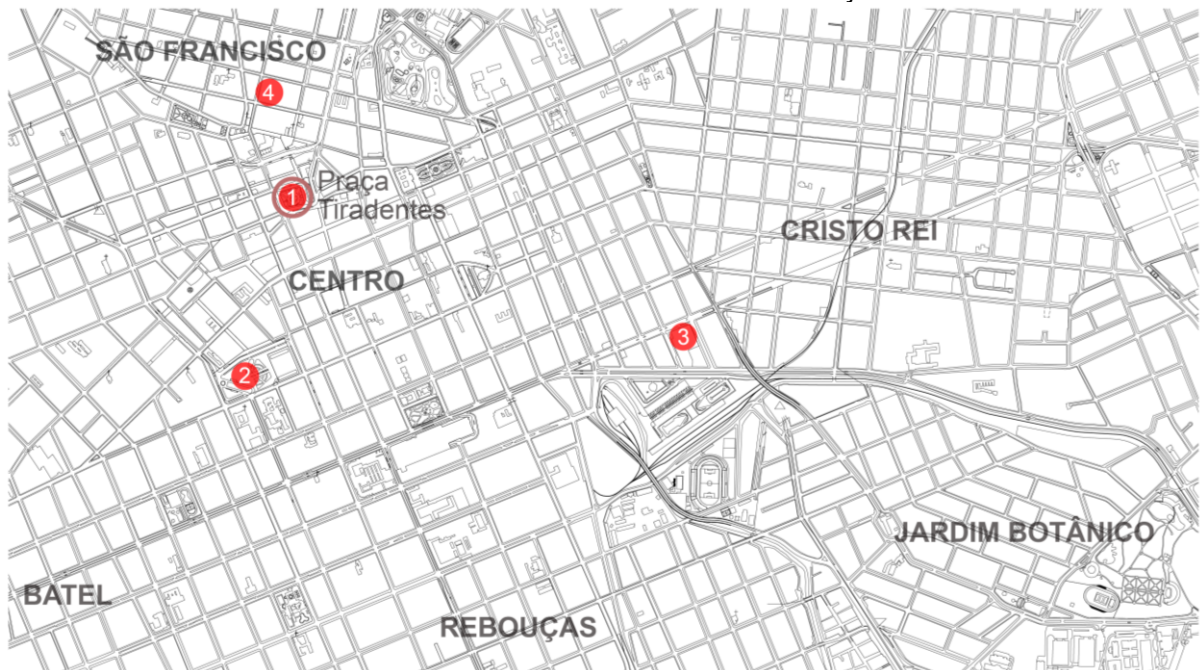 SÃO FRANCISCO
4
1
Praça
Tiradentes
CRISTO REI
CENTRO
3
2
JARDIM BOTÂNICO
BATEL
REBOUÇAS